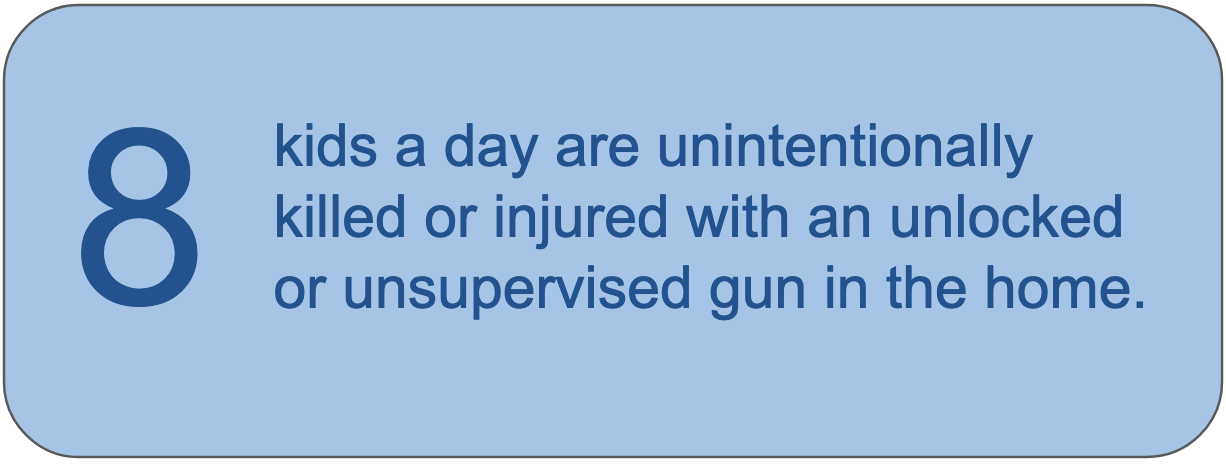 8
kids a day are unintentionally
killed or injured with an unlocked
or unsupervised gun in the home.